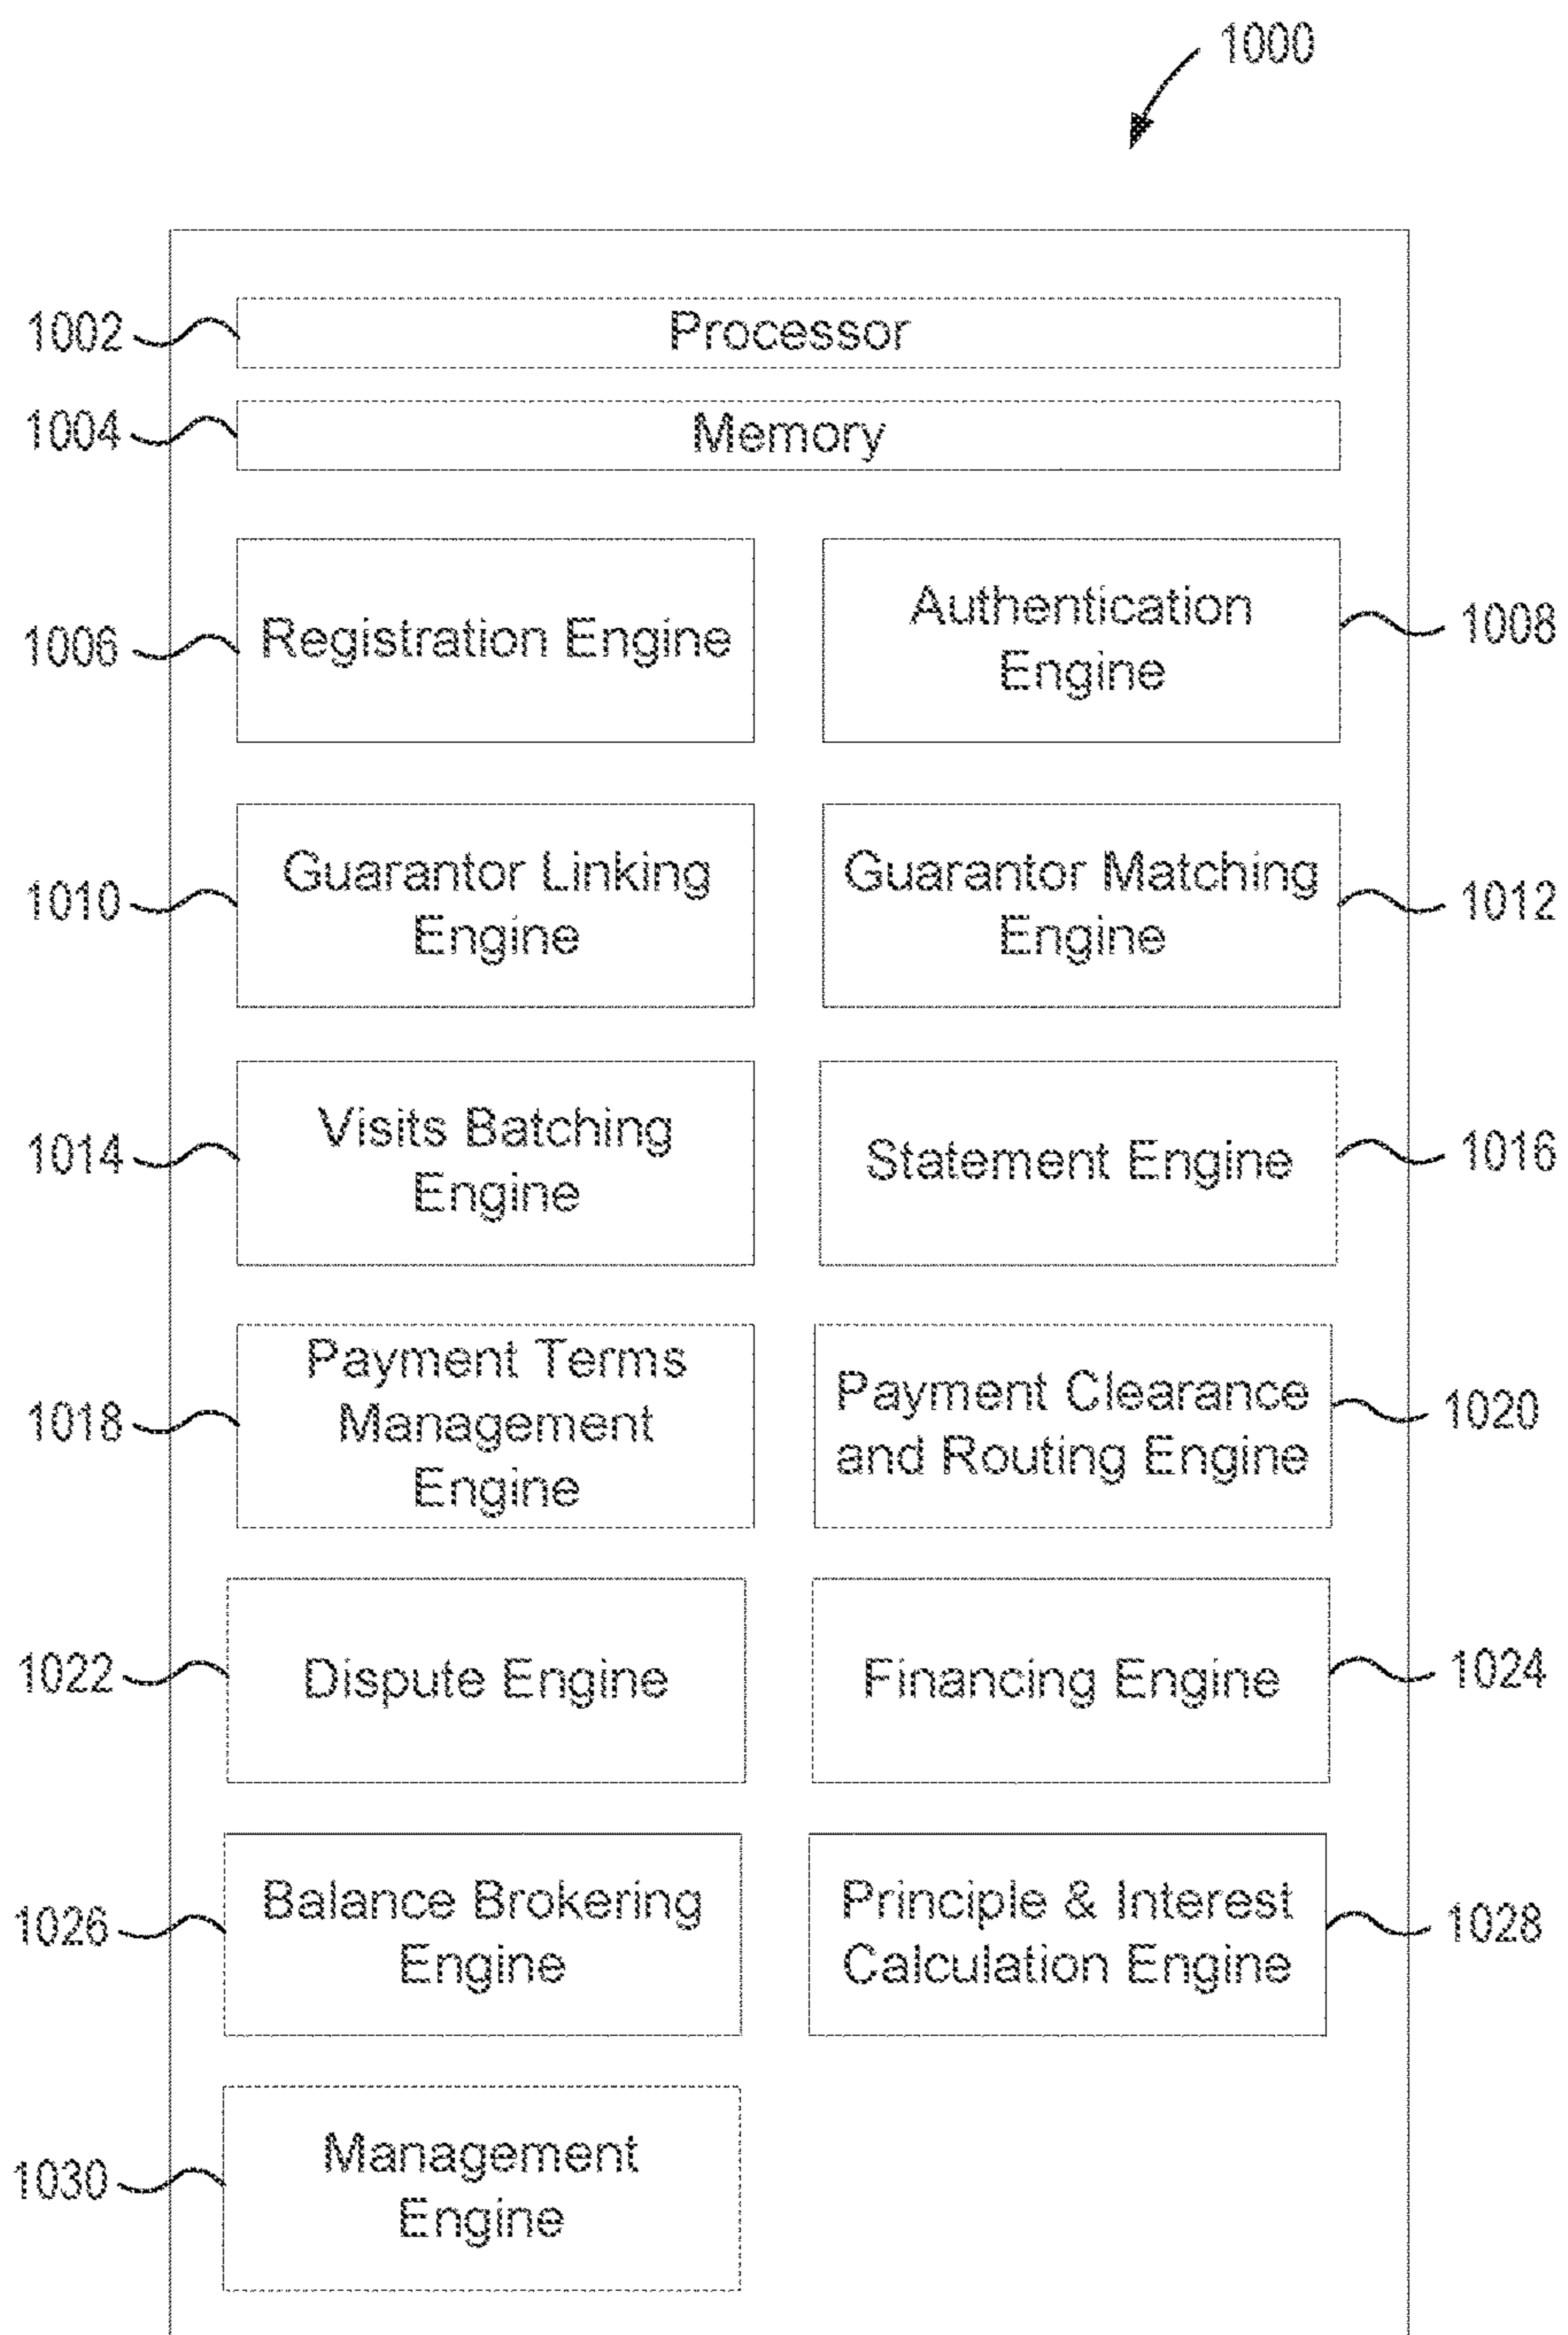 1000
1002
Processor
1004
Memory
1006
Registration Engine
Authentication
Engine
1008
1010
Guarantor Linking
Engine
Guarantor Matching
Engine
1012
1014
Visits Batching
Engine
Statement Engine
1016
1018
Payment Terms
Management
Engine
Payment Clearance
and Routing Engine
1020
1022
Dispute Engine
Financing Engine
1024
1026
Balance Brokering
Engine
Principle & Interest
Calculation Engine
1028
1030
Management
Engine